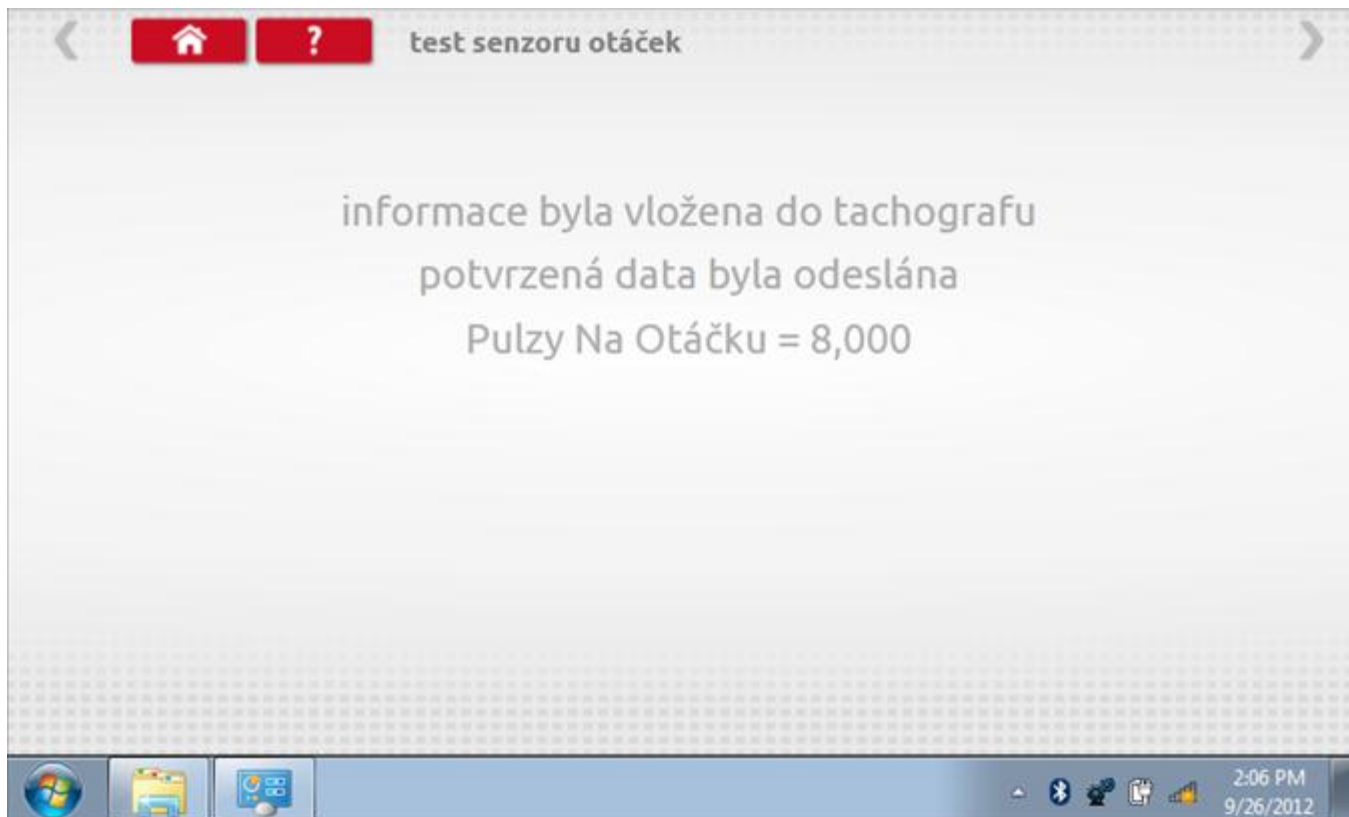 ? test senzoru otáček
informace byla vložena do tachografu
potvrzená data byla odeslána
Pulzy Na Otáčku = 8,000
2:06 PM
9/26/2012